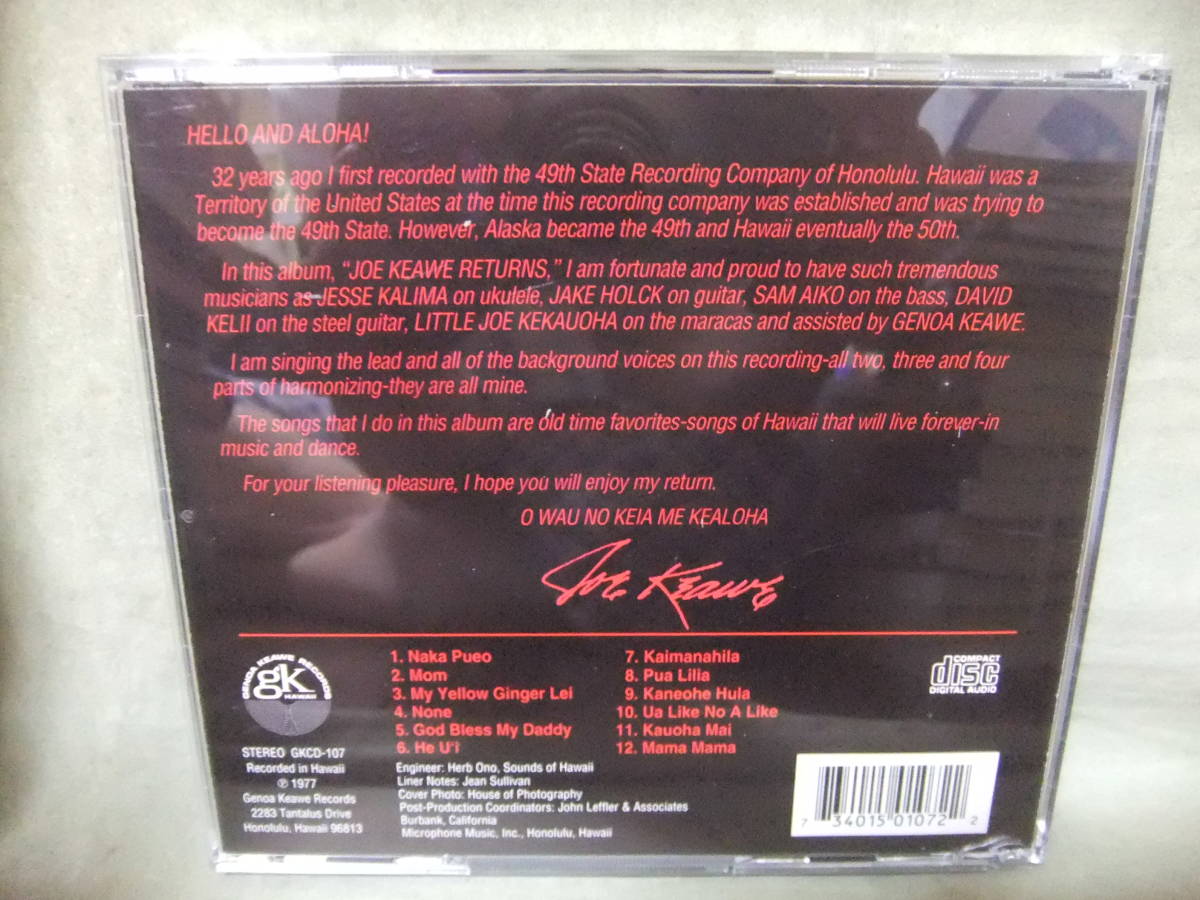 HELLO AND ALOHA!
32 years ago I first recorded with the 49th State Recording Company of Honolulu. Hawaii was a
Territory of the United States at the time this recording company was established and was trying to
become the 49th State. However, Alaska became the 49th and Hawaii eventually the 50th.
In this album, "JOE KEAWE RETURNS," I am fortunate and proud to have such tremendous
musicians as JESSE KALIMA on ukulele, JAKE HOLCK on guitar, SAM AIKO on the bass, DAVID
KELII on the steel guitar, LITTLE JOE KEKAUOHA on the maracas and assisted by GENOA KEAWE.
I am singing the lead and all of the background voices on this recording-all two, three and four
parts of harmonizing-they are all mine.
The songs that I do in this album are old time favorites-songs of Hawaii that will live forever-in
music and dance.
For your listening pleasure, I hope you will enjoy my return.
O WAU NO KEIA ME KEALOHA
Joe Keawe
GENOA KEAWE RECORDS
gk
HAWAII
STEREO GKCD-107
Recorded in Hawaii
℗ 1977
Genoa Keawe Records
2283 Tantalus Drive
Honolulu, Hawaii 96813
1. Naka Pueo
2. Mom
3. My Yellow Ginger Lei
4. None
5. God Bless My Daddy
6. He U'i
7. Kaimanahila
8. Pua Lilia
9. Kaneohe Hula
10. Ua Like No A Like
11. Kauoha Mai
12. Mama Mama
Engineer: Herb Ono, Sounds of Hawaii
Liner Notes: Jean Sullivan
Cover Photo: House of Photography
Post-Production Coordinators: John Leffler & Associates
Burbank, California
Microphone Music, Inc., Honolulu, Hawaii
COMPACT
disc
DIGITAL AUDIO
7 34015 01072 2